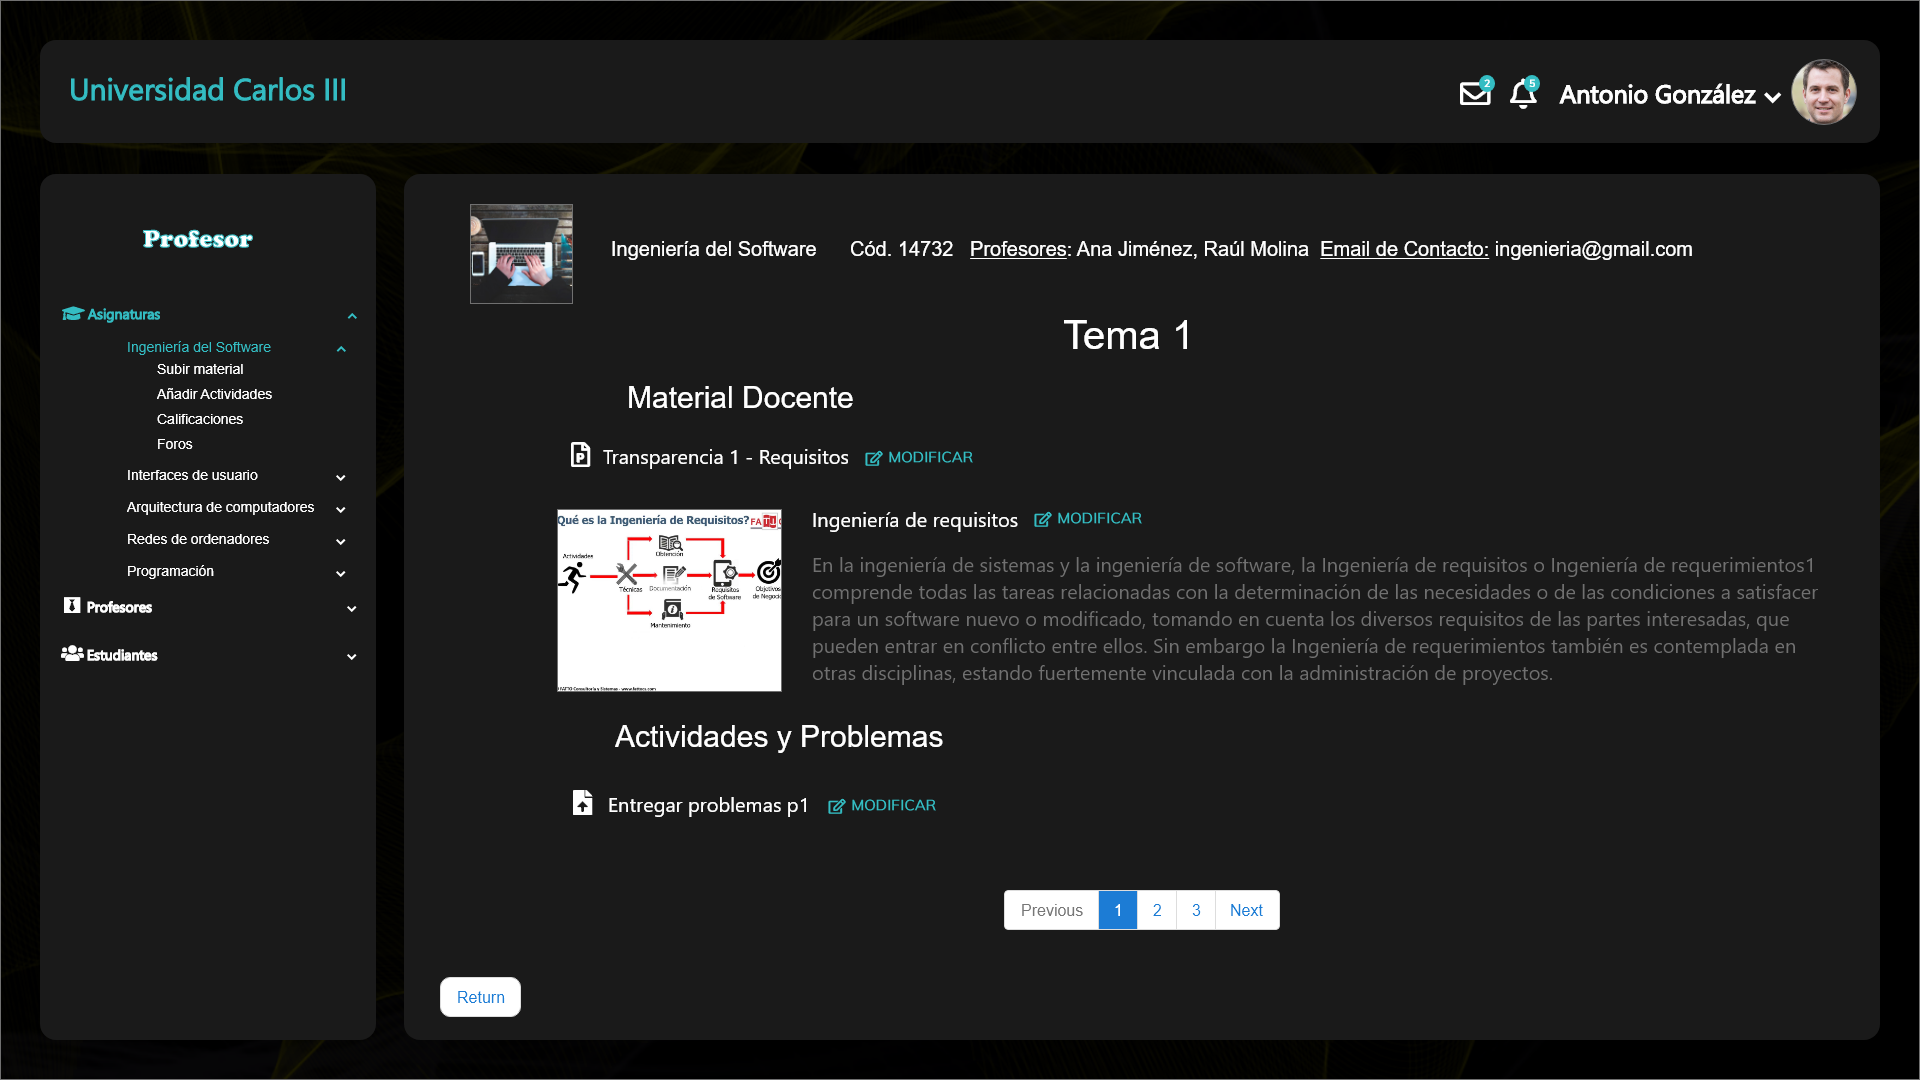 Universidad Carlos III
2
5
Antonio González
Profesor
Asignaturas
Ingeniería del Software
Subir material
Añadir Actividades
Calificaciones
Foros
Interfaces de usuario
Arquitectura de computadores
Redes de ordenadores
Programación
Profesores
Estudiantes
Ingeniería del Software Cód. 14732 Profesores: Ana Jiménez, Raúl Molina Email de Contacto: ingenieria@gmail.com
Tema 1
Material Docente
Transparencia 1 - Requisitos MODIFICAR
Qué es la Ingeniería de Requisitos?
Actividades
Obtención
Técnicas
Documentación
Requisitos
de Software
Objetivos
de Negocio
Mantenimiento
FATTO Consultoría y Sistemas - www.fattocs.com
Ingeniería de requisitos MODIFICAR
En la ingeniería de sistemas y la ingeniería de software, la Ingeniería de requisitos o Ingeniería de requerimientos1
comprende todas las tareas relacionadas con la determinación de las necesidades o de las condiciones a satisfacer
para un software nuevo o modificado, tomando en cuenta los diversos requisitos de las partes interesadas, que
pueden entrar en conflicto entre ellos. Sin embargo la Ingeniería de requerimientos también es contemplada en
otras disciplinas, estando fuertemente vinculada con la administración de proyectos.
Actividades y Problemas
Entregar problemas p1 MODIFICAR
Previous 1 2 3 Next
Return